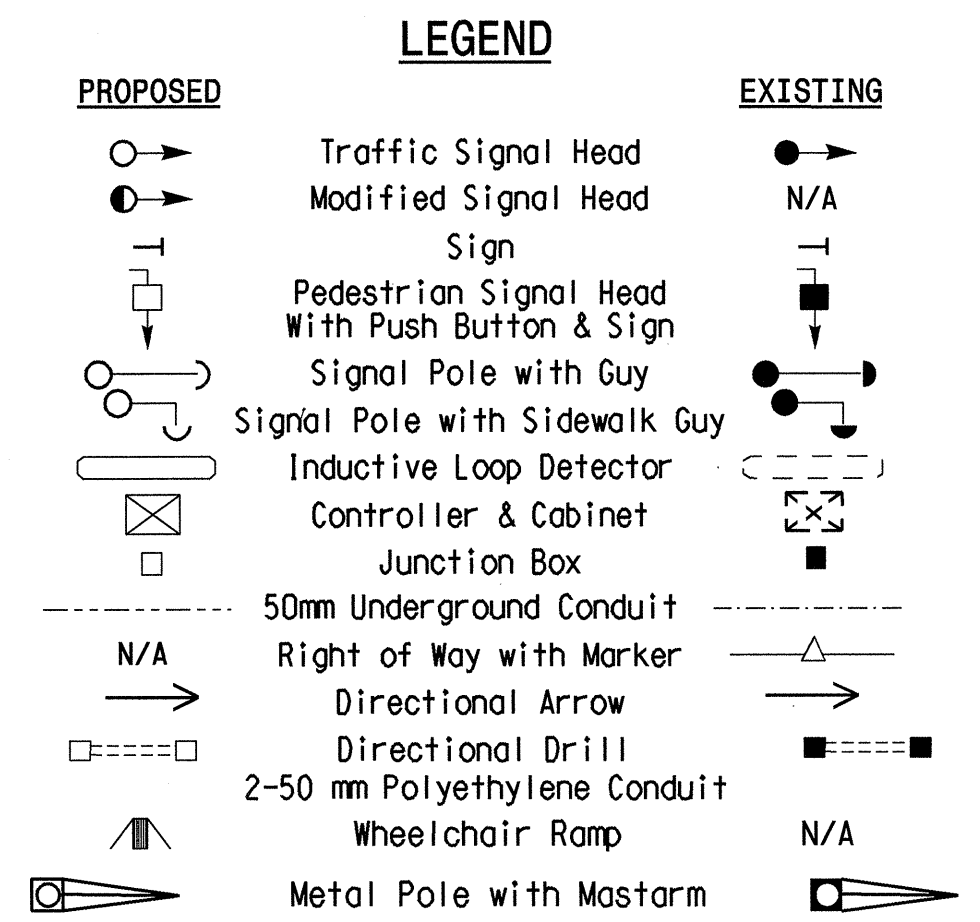 LEGEND
PROPOSED EXISTING
Traffic Signal Head
Modified Signal Head N/A
Sign
Pedestrian Signal Head
With Push Button & Sign
Signal Pole with Guy
Signal Pole with Sidewalk Guy
Inductive Loop Detector
Controller & Cabinet
Junction Box
50mm Underground Conduit
N/A Right of Way with Marker
Directional Arrow
Directional Drill
2-50 mm Polyethylene Conduit
Wheelchair Ramp N/A
Metal Pole with Mastarm